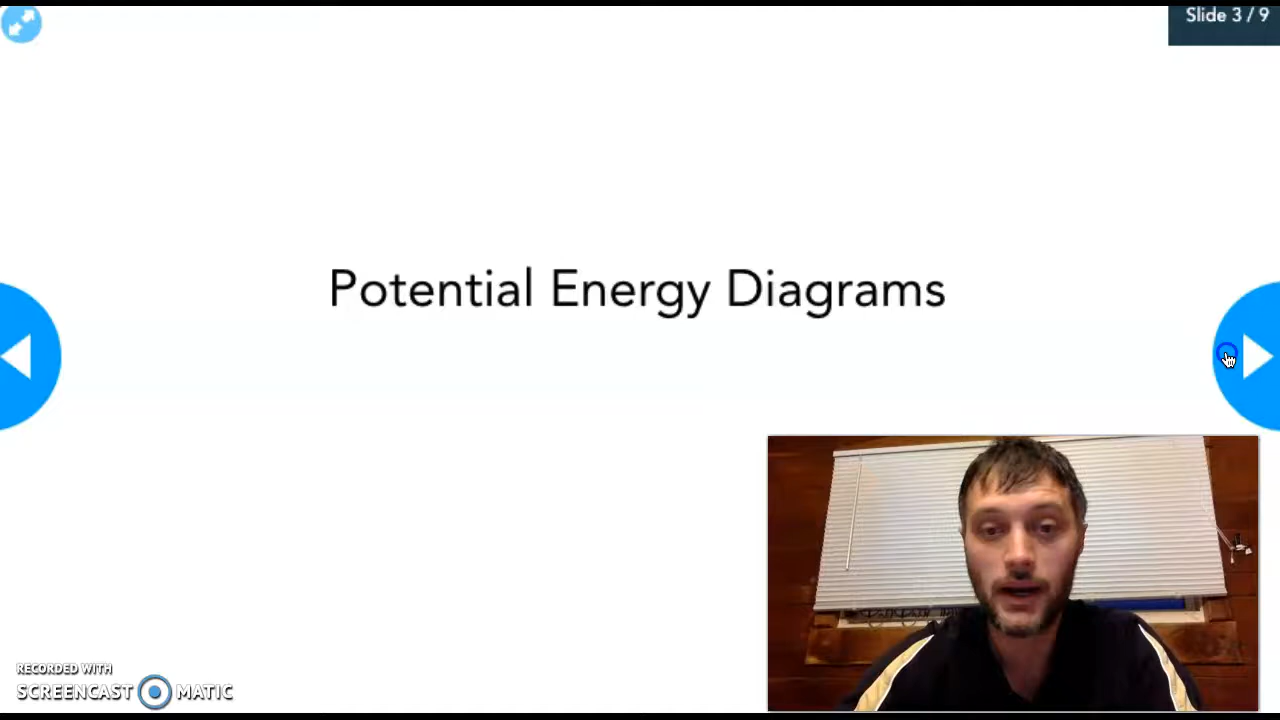 Slide 3 / 9
Potential Energy Diagrams
RECORDED WITH
SCREENCAST MATIC